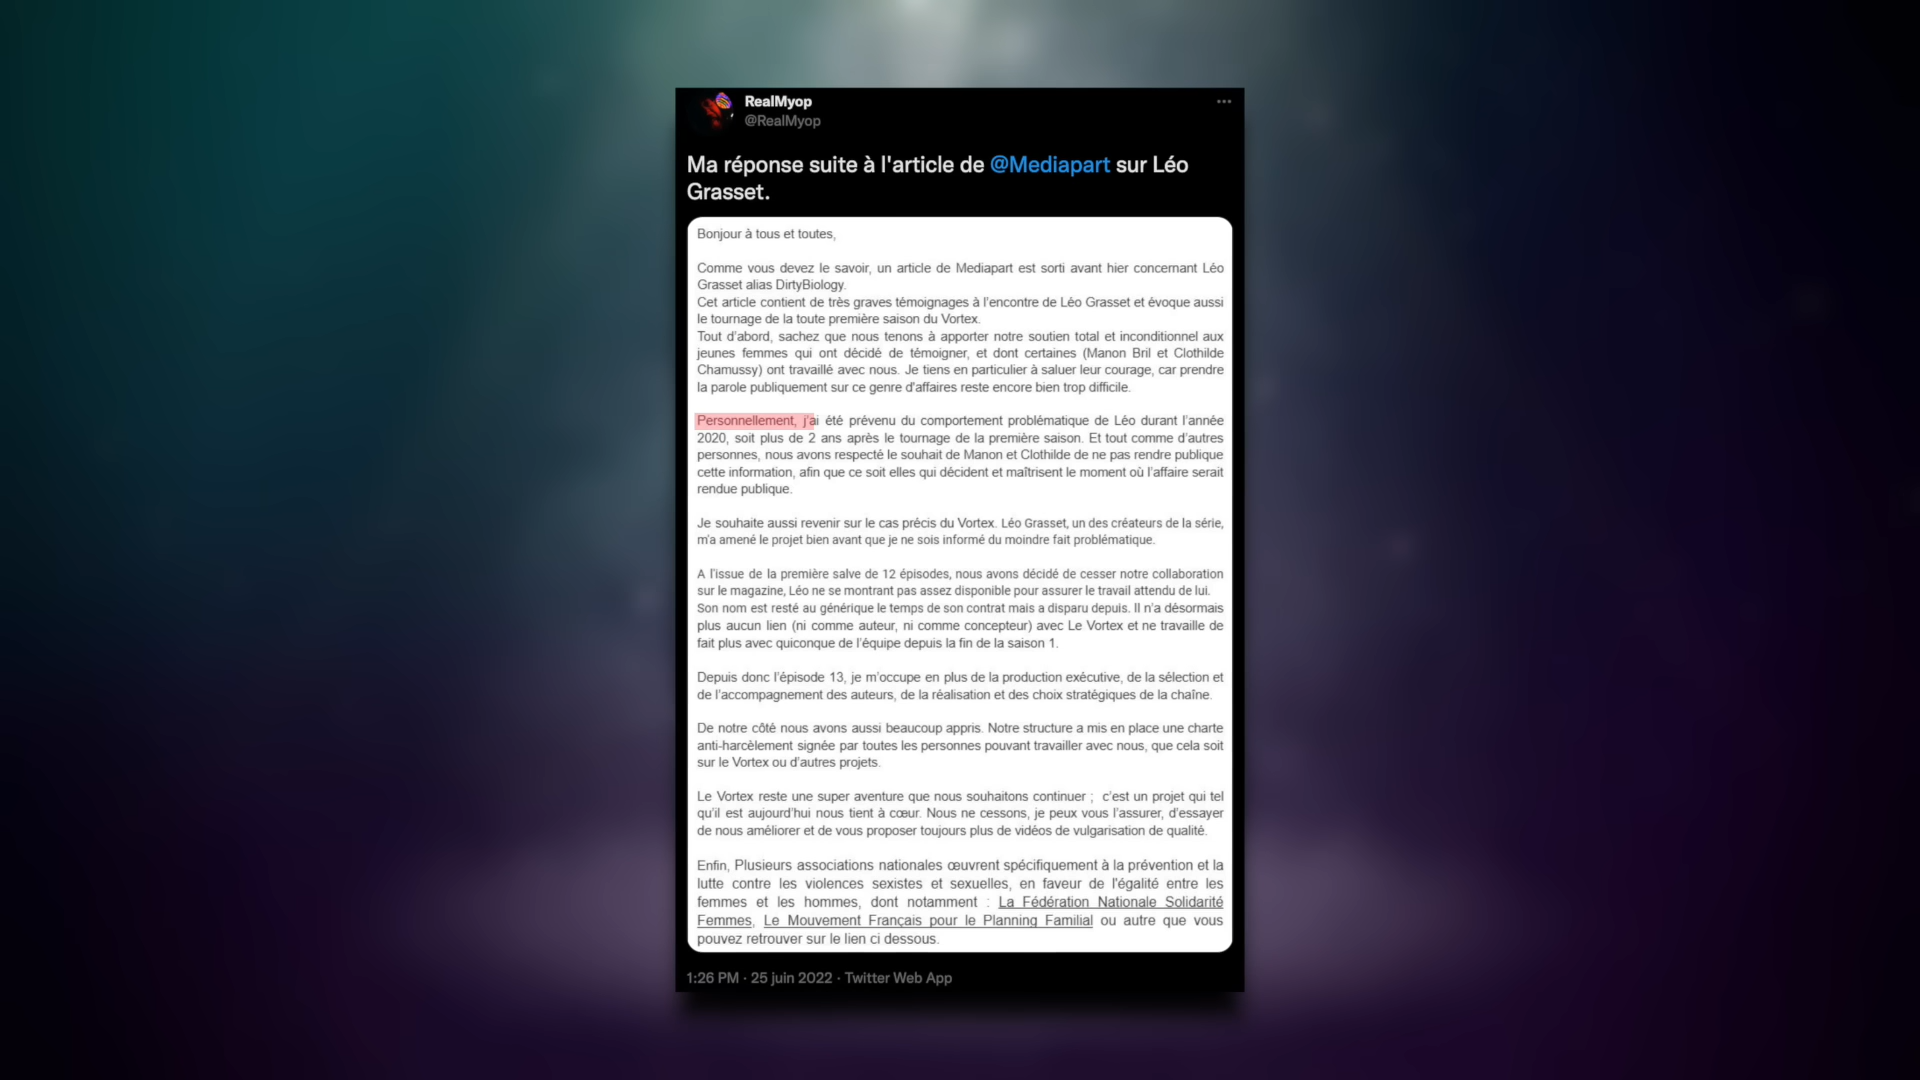 RealMyop
@RealMyop
Ma réponse suite à l'article de @Mediapart sur Léo
Grasset.
Bonjour à tous et toutes,
Comme vous devez le savoir, un article de Mediapart est sorti avant hier concernant Léo
Grasset alias DirtyBiology.
Cet article contient de très graves témoignages à l'encontre de Léo Grasset et évoque aussi
le tournage de la toute première saison du Vortex.
Tout d'abord, sachez que nous tenons à apporter notre soutien total et inconditionnel aux
jeunes femmes qui ont décidé de témoigner, et dont certaines (Manon Bril et Clothilde
Chamussy) ont travaillé avec nous. Je tiens en particulier à saluer leur courage, car prendre
la parole publiquement sur ce genre d'affaires reste encore bien trop difficile.
Personnellement, j'ai été prévenu du comportement problématique de Léo durant l'année
2020, soit plus de 2 ans après le tournage de la première saison. Et tout comme d'autres
personnes, nous avons respecté le souhait de Manon et Clothilde de ne pas rendre publique
cette information, afin que ce soit elles qui décident et maîtrisent le moment où l'affaire serait
rendue publique.
Je souhaite aussi revenir sur le cas précis du Vortex. Léo Grasset, un des créateurs de la série,
m'a amené le projet bien avant que je ne sois informé du moindre fait problématique.
A l'issue de la première salve de 12 épisodes, nous avons décidé de cesser notre collaboration
sur le magazine, Léo ne se montrant pas assez disponible pour assurer le travail attendu de lui.
Son nom est resté au générique le temps de son contrat mais a disparu depuis. Il n'a désormais
plus aucun lien (ni comme auteur, ni comme concepteur) avec Le Vortex et ne travaille de
fait plus avec quiconque de l'équipe depuis la fin de la saison 1.
Depuis donc l'épisode 13, je m'occupe en plus de la production exécutive, de la sélection et
de l'accompagnement des auteurs, de la réalisation et des choix stratégiques de la chaîne.
De notre côté nous avons aussi beaucoup appris. Notre structure a mis en place une charte
anti-harcèlement signée par toutes les personnes pouvant travailler avec nous, que cela soit
sur le Vortex ou d'autres projets.
Le Vortex reste une super aventure que nous souhaitons continuer ; c'est un projet qui tel
qu'il est aujourd'hui nous tient à cœur. Nous ne cessons, je peux vous l'assurer, d'essayer
de nous améliorer et de vous proposer toujours plus de vidéos de vulgarisation de qualité.
Enfin, Plusieurs associations nationales œuvrent spécifiquement à la prévention et la
lutte contre les violences sexistes et sexuelles, en faveur de l'égalité entre les
femmes et les hommes, dont notamment : La Fédération Nationale Solidarité
Femmes, Le Mouvement Français pour le Planning Familial ou autre que vous
pouvez retrouver sur le lien ci dessous.
1:26 PM · 25 juin 2022 · Twitter Web App